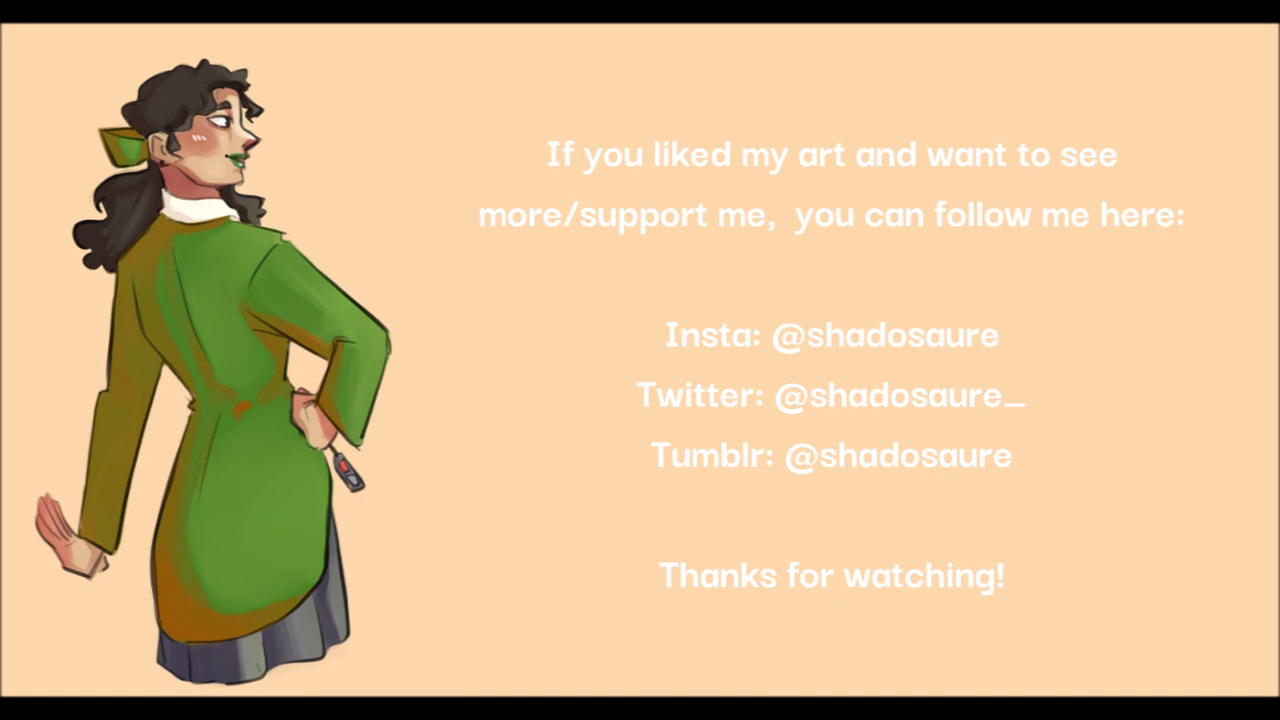 If you liked my art and want to see
more/support me,  you can follow me here:
Insta: @shadosaure
Twitter: @shadosaure_
Tumblr: @shadosaure
Thanks for watching!